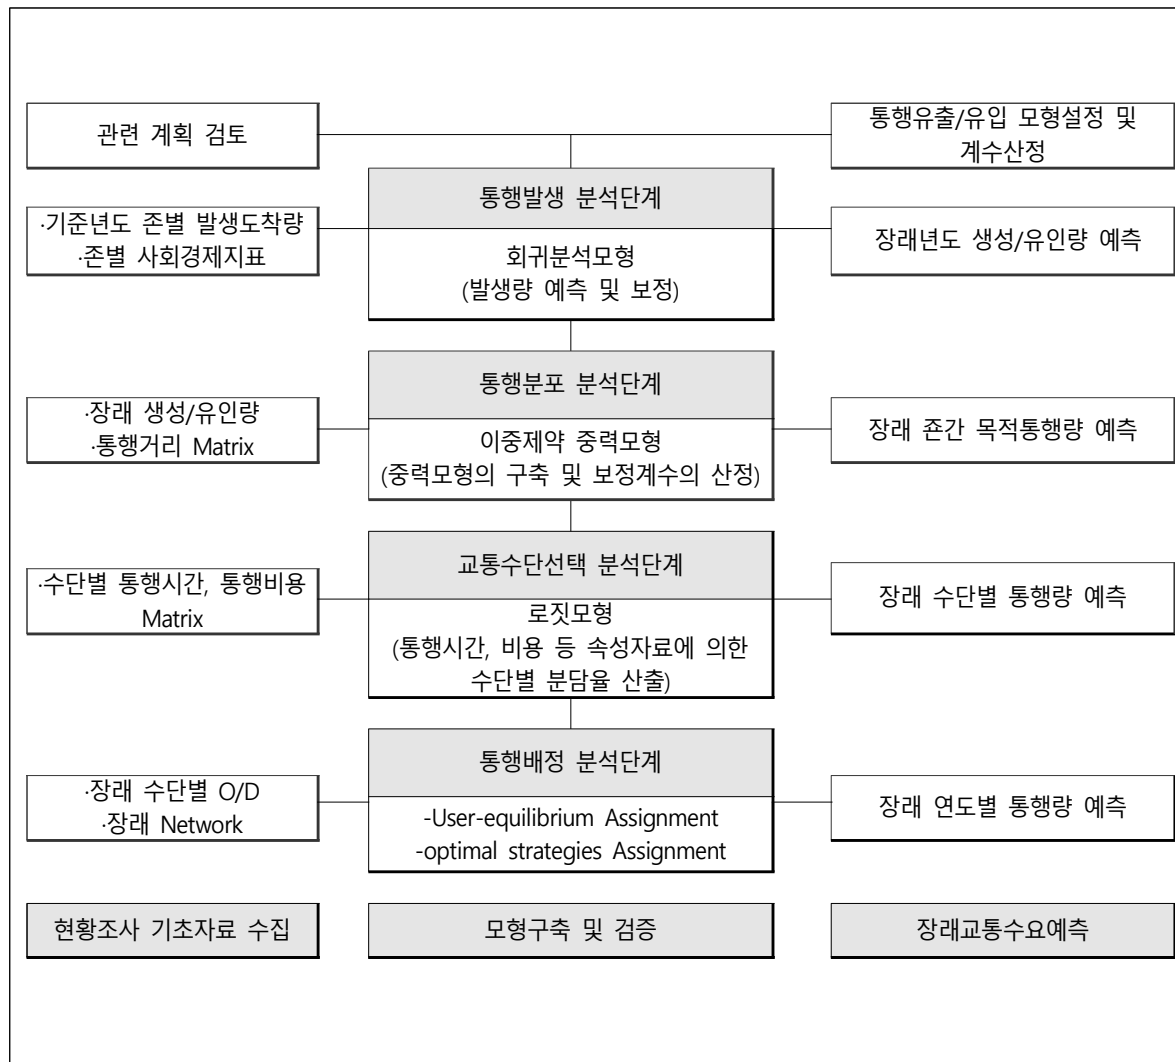 관련 계획 검토
통행유출/유입 모형설정 및
계수산정
통행발생 분석단계
·기준년도 존별 발생도착량
·존별 사회경제지표
회귀분석모형
(발생량 예측 및 보정)
장래년도 생성/유인량 예측
통행분포 분석단계
·장래 생성/유인량
·통행거리 Matrix
이중제약 중력모형
(중력모형의 구축 및 보정계수의 산정)
장래 죤간 목적통행량 예측
교통수단선택 분석단계
·수단별 통행시간, 통행비용
Matrix
로짓모형
(통행시간, 비용 등 속성자료에 의한
수단별 분담율 산출)
장래 수단별 통행량 예측
통행배정 분석단계
·장래 수단별 O/D
·장래 Network
-User-equilibrium Assignment
-optimal strategies Assignment
장래 연도별 통행량 예측
현황조사 기초자료 수집
모형구축 및 검증
장래교통수요예측